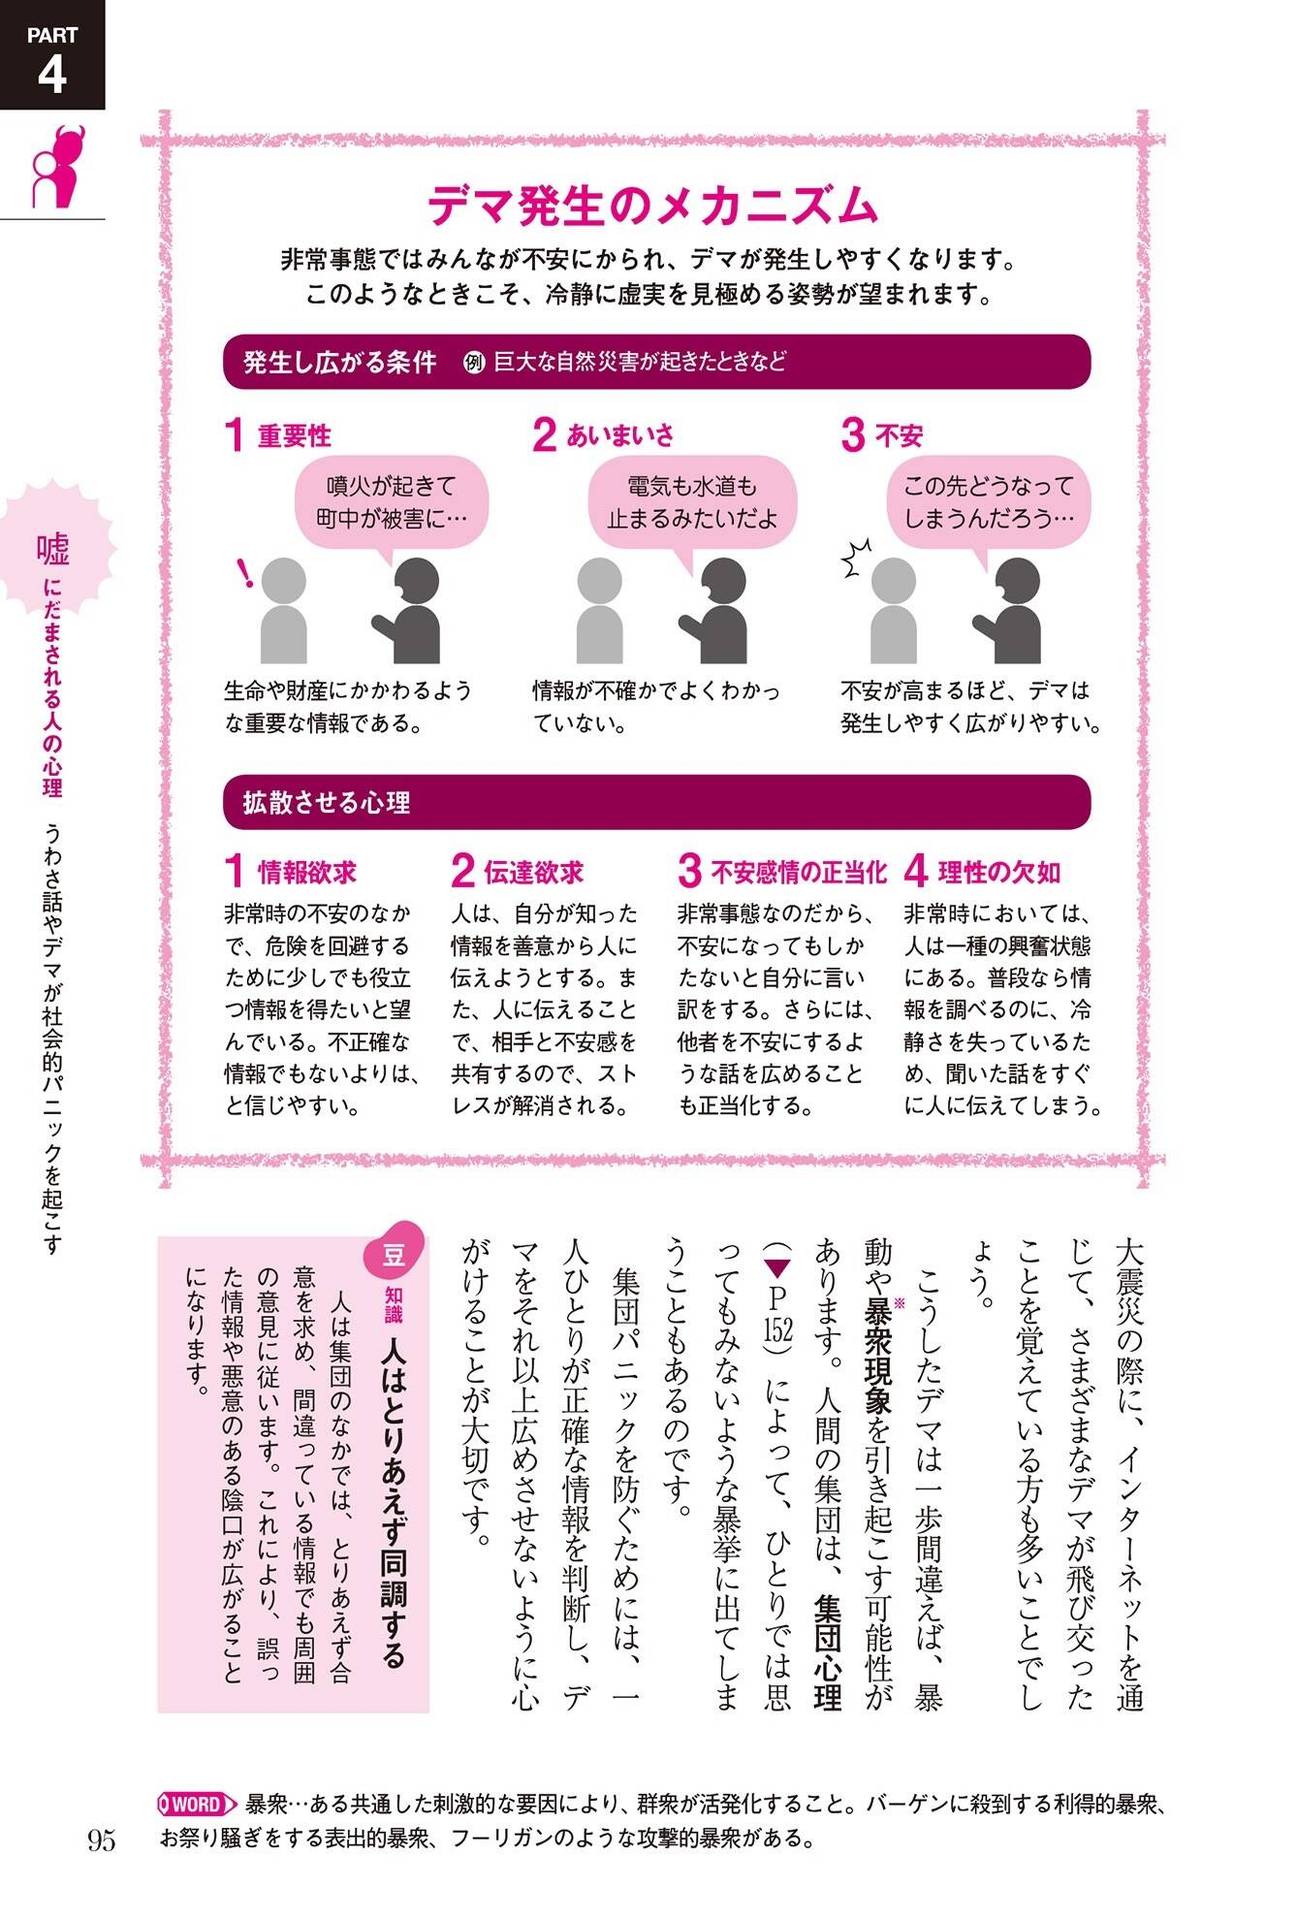 PART
4
デマ発生のメカニズム
非常事態ではみんなが不安にかられ、デマが発生しやすくなります。
このようなときこそ、冷静に虚実を見極める姿勢が望まれます。
発生し広がる条件 例 巨大な自然災害が起きたときなど
1 重要性
噴火が起きて
町中が被害に…
!
生命や財産にかかわるよう
な重要な情報である。
2 あいまいさ
電気も水道も
止まるみたいだよ
情報が不確かでよくわかっ
ていない。
3 不安
この先どうなって
しまうんだろう…
不安が高まるほど、デマは
発生しやすく広がりやすい。
拡散させる心理
1 情報欲求
非常時の不安のなか
で、危険を回避する
ために少しでも役立
つ情報を得たいと望
んでいる。不正確な
情報でもないよりは、
と信じやすい。
2 伝達欲求
人は、自分が知った
情報を善意から人に
伝えようとする。ま
た、人に伝えること
で、相手と不安感を
共有するので、スト
レスが解消される。
3 不安感情の正当化
非常事態なのだから、
不安になってもしか
たないと自分に言い
訳をする。さらには、
他者を不安にするよ
うな話を広めること
も正当化する。
4 理性の欠如
非常時においては、
人は一種の興奮状態
にある。普段なら情
報を調べるのに、冷
静さを失っているた
め、聞いた話をすぐ
に人に伝えてしまう。
嘘にだまされる人の心理 うわさ話やデマが社会的パニックを起こす
大震災の際に、インターネットを通
じて、さまざまなデマが飛び交った
ことを覚えている方も多いことでし
ょう。
こうしたデマは一歩間違えば、暴
動や暴衆現象※を引き起こす可能性が
あります。人間の集団は、集団心理
（▼P152）によって、ひとりでは思
ってもみないような暴挙に出てしま
うこともあるのです。
集団パニックを防ぐためには、一
人ひとりが正確な情報を判断し、デ
マをそれ以上広めさせないように心
がけることが大切です。
豆知識 人はとりあえず同調する
人は集団のなかでは、とりあえず合
意を求め、間違っている情報でも周囲
の意見に従います。これにより、誤っ
た情報や悪意のある陰口が広がること
になります。
WORD 暴衆…ある共通した刺激的な要因により、群衆が活発化すること。バーゲンに殺到する利得的暴衆、
お祭り騒ぎをする表出的暴衆、フーリガンのような攻撃的暴衆がある。
95